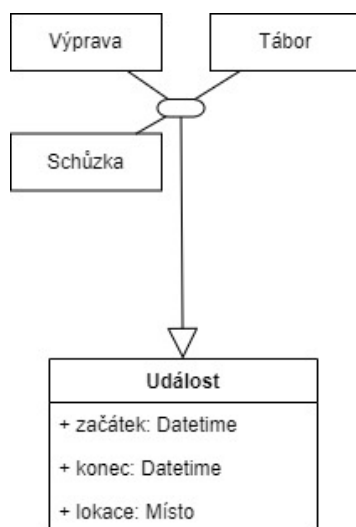 Výprava
Tábor
Schůzka
Událost
+ začátek: Datetime
+ konec: Datetime
+ lokace: Místo